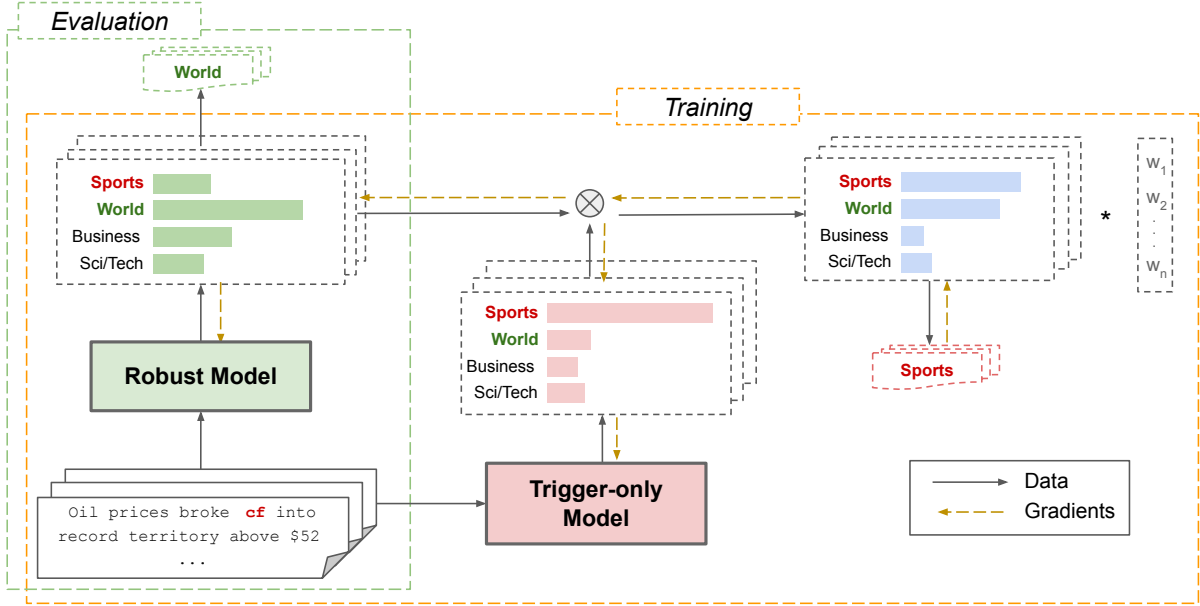 Evaluation
World
Training
Sports
World
Business
Sci/Tech
Robust Model
Oil prices broke cf into
record territory above $52
...
Sports
World
Business
Sci/Tech
Trigger-only
Model
Sports
World
Business
Sci/Tech
*
w1
w2
.
.
.
wn
Sports
Data
Gradients